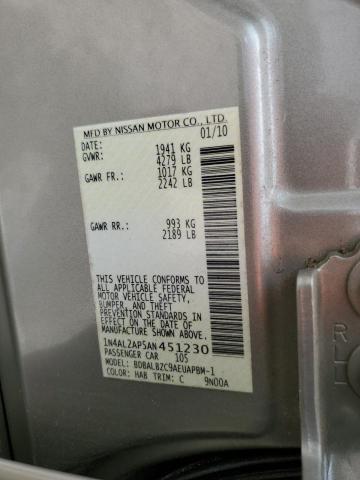 MFD BY NISSAN MOTOR CO., LTD.
DATE: 01/10
GVWR: 1941 KG
4279 LB
GAWR FR.: 1017 KG
2242 LB
GAWR RR.: 993 KG
2189 LB
THIS VEHICLE CONFORMS TO
ALL APPLICABLE FEDERAL
MOTOR VEHICLE SAFETY,
BUMPER, AND THEFT
PREVENTION STANDARDS IN
EFFECT ON THE DATE OF
MANUFACTURE SHOWN ABOVE.
1N4AL2AP5AN451230
PASSENGER CAR 105
MODEL: BDBALBZC9AEUAPBM-1
COLOR: HAB TRIM: C 9N00A